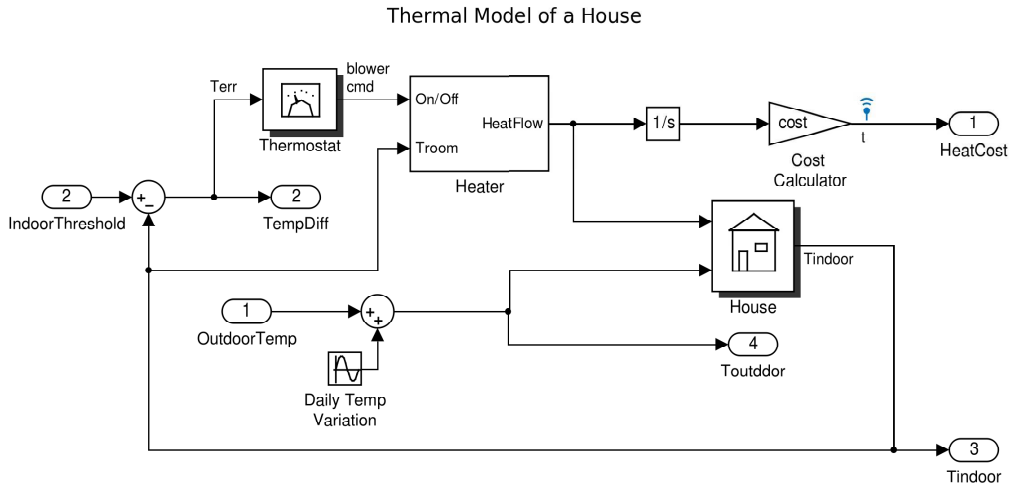 Thermal Model of a House
Terr
blower
cmd
Thermostat
On/Off
HeatFlow
Troom
Heater
1/s
cost
t
Cost
Calculator
1
HeatCost
2
IndoorThreshold
+
−
2
TempDiff
Tindoor
House
1
OutdoorTemp
+
+
Daily Temp
Variation
4
Toutddor
3
Tindoor